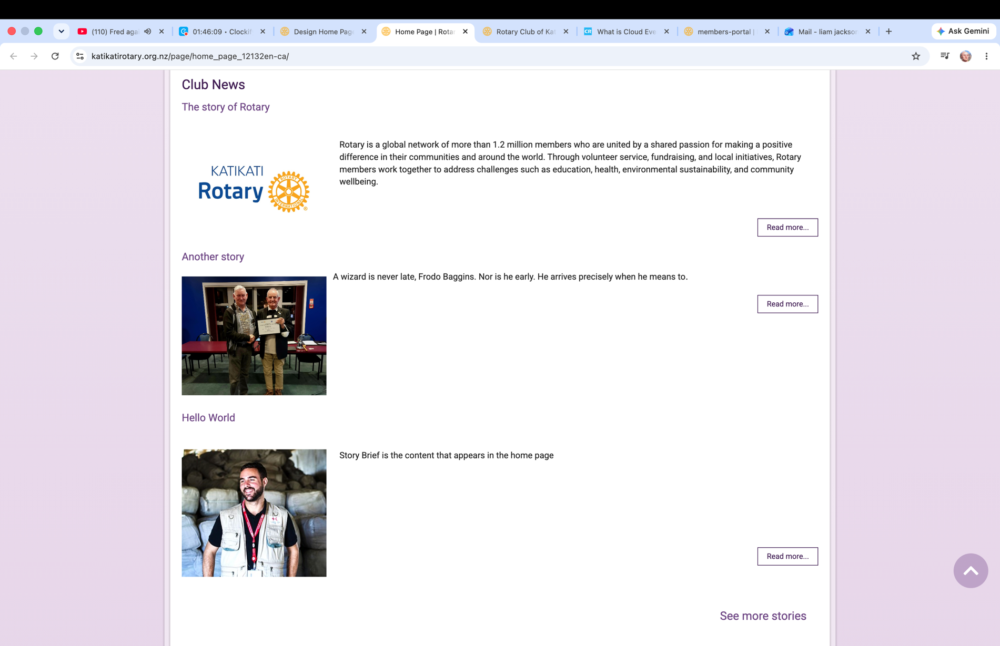 (110) Fred aga
01:46:09 • Clockif
Design Home Pag
Home Page | Rotar
Rotary Club of Kat
CR
What is Cloud Eve
members-portal |
Mail - liam jackson
Ask Gemini
katikatirotary.org.nz/page/home_page_12132en-ca/
Club News
The story of Rotary
KATIKATI
Rotary
ROTARY
INTERNATIONAL
®
Rotary is a global network of more than 1.2 million members who are united by a shared passion for making a positive
difference in their communities and around the world. Through volunteer service, fundraising, and local initiatives, Rotary
members work together to address challenges such as education, health, environmental sustainability, and community
wellbeing.
Read more...
Another story
A wizard is never late, Frodo Baggins. Nor is he early. He arrives precisely when he means to.
Read more...
Hello World
Story Brief is the content that appears in the home page
Read more...
See more stories